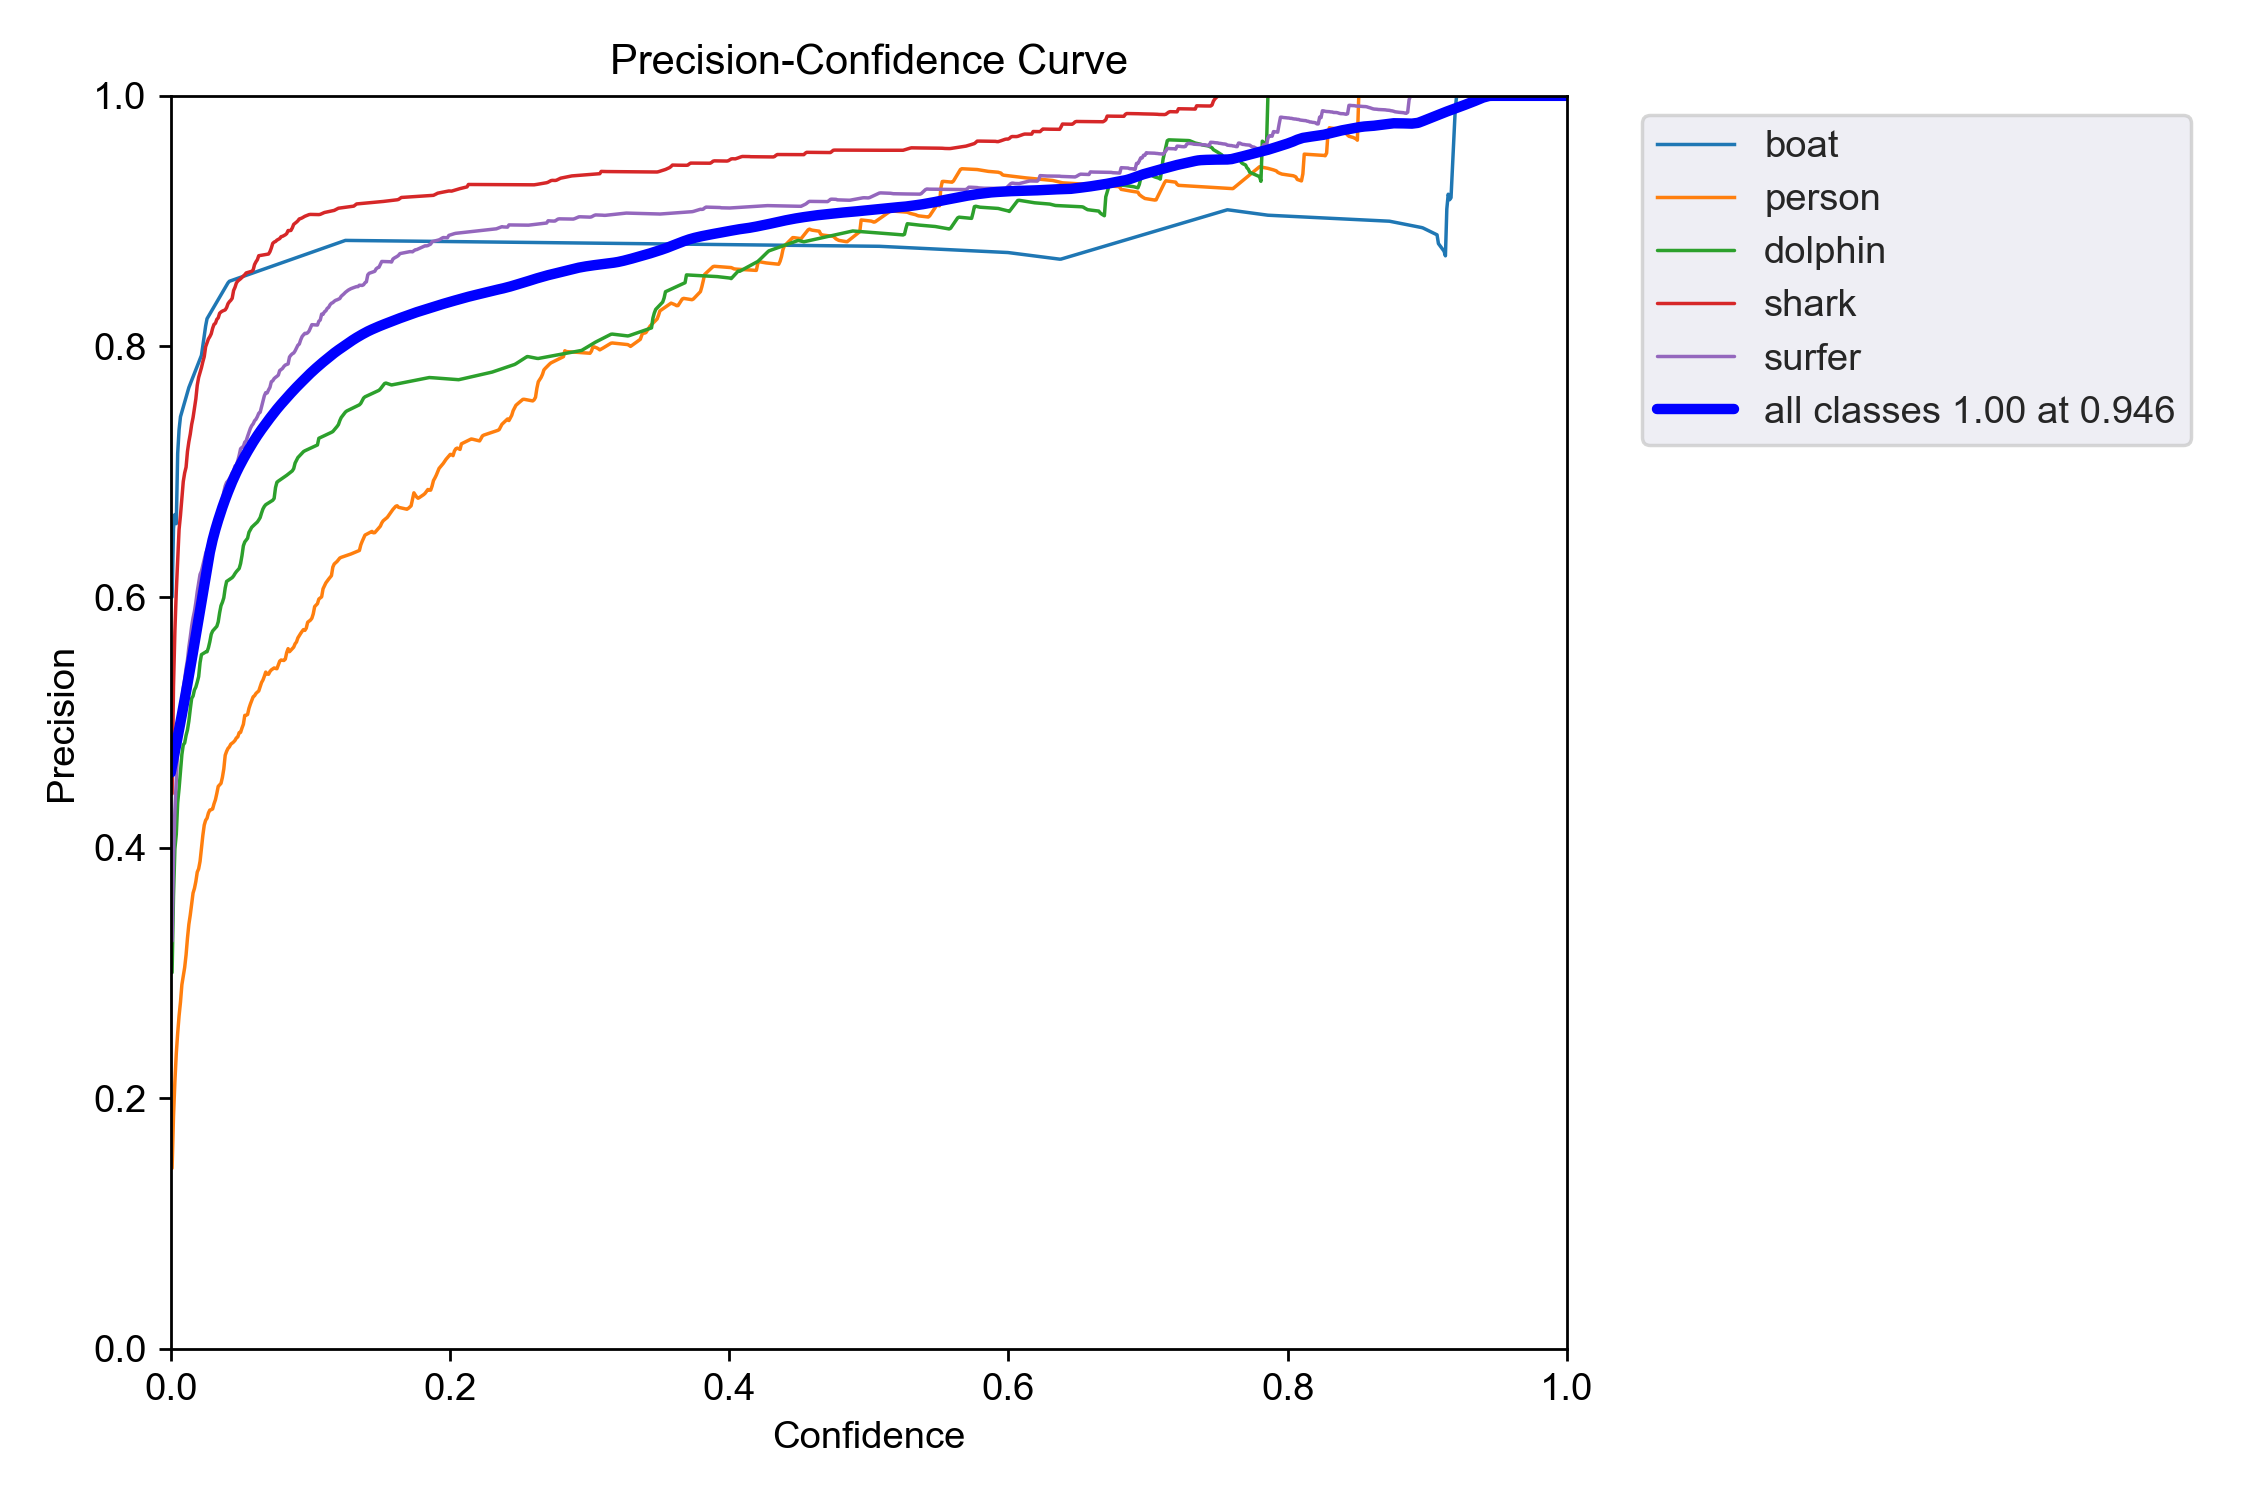 Precision-Confidence Curve
1.0
0.8
0.6
0.4
0.2
0.0
Precision
0.0 0.2 0.4 0.6 0.8 1.0
Confidence
boat
person
dolphin
shark
surfer
all classes 1.00 at 0.946